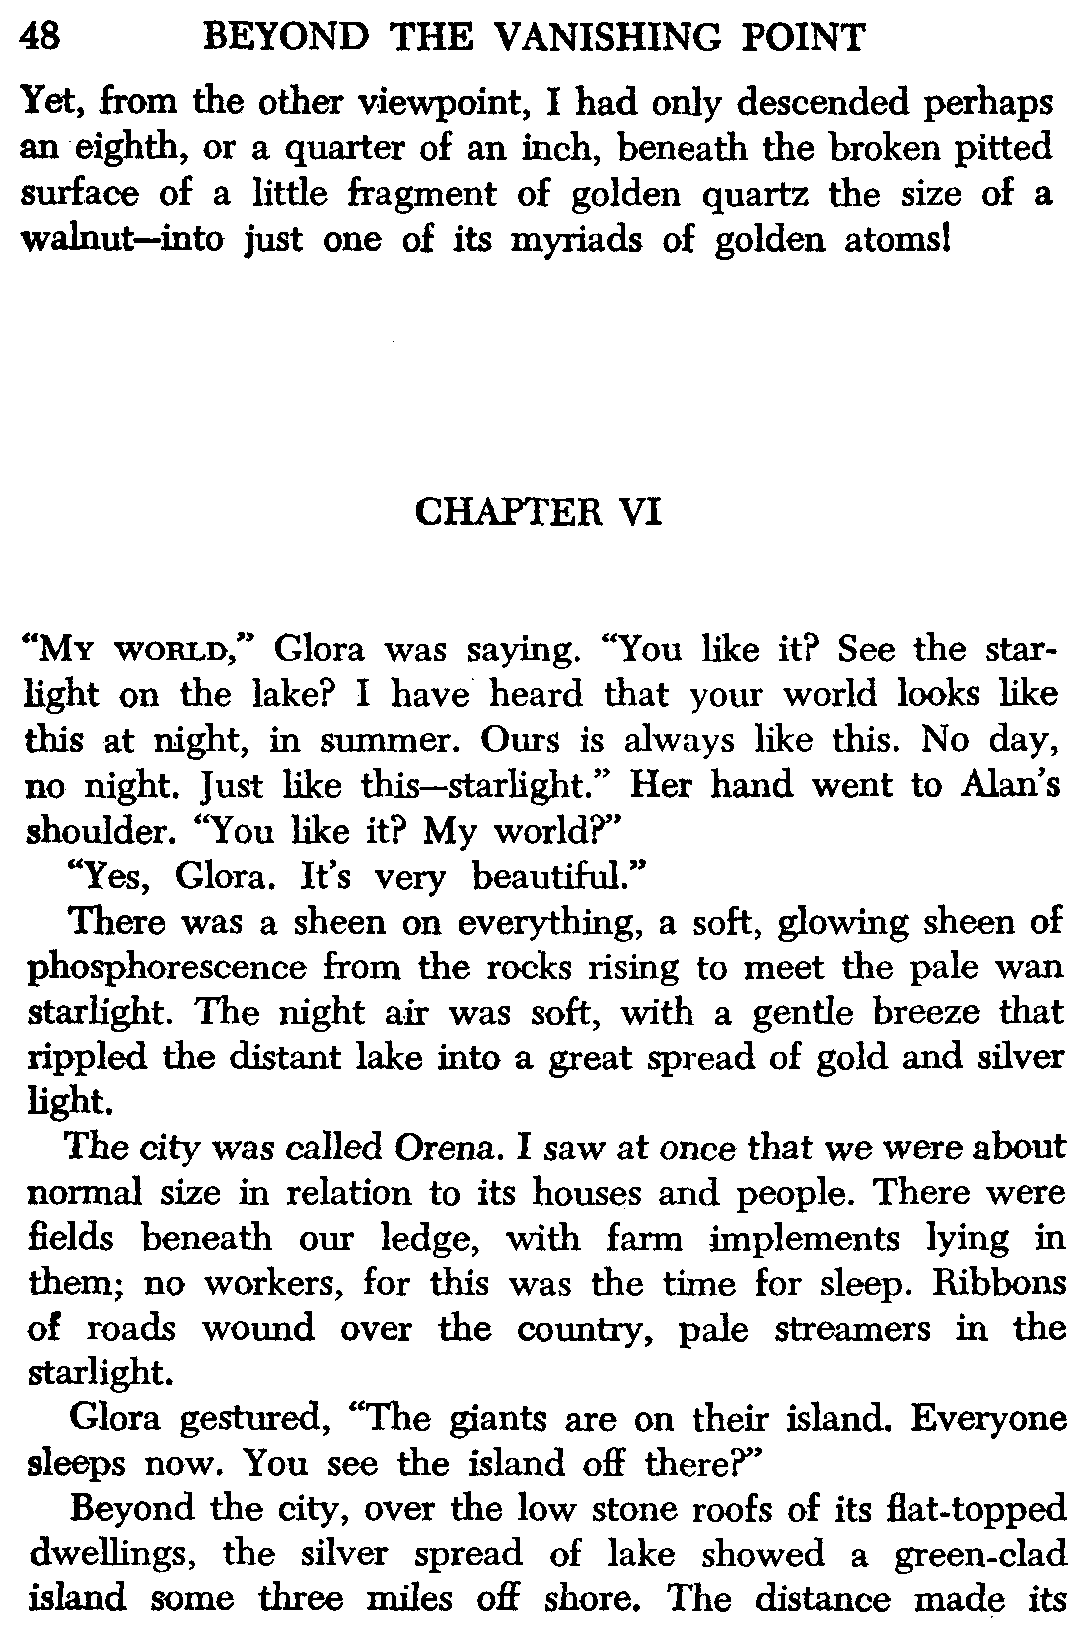 48 BEYOND THE VANISHING POINT
Yet, from the other viewpoint, I had only descended perhaps
an eighth, or a quarter of an inch, beneath the broken pitted
surface of a little fragment of golden quartz the size of a
walnut—into just one of its myriads of golden atoms!
CHAPTER VI
“MY WORLD,” Glora was saying. “You like it? See the star-
light on the lake? I have heard that your world looks like
this at night, in summer. Ours is always like this. No day,
no night. Just like this—starlight.” Her hand went to Alan’s
shoulder. “You like it? My world?”
“Yes, Glora. It’s very beautiful.”
There was a sheen on everything, a soft, glowing sheen of
phosphorescence from the rocks rising to meet the pale wan
starlight. The night air was soft, with a gentle breeze that
rippled the distant lake into a great spread of gold and silver
light.
The city was called Orena. I saw at once that we were about
normal size in relation to its houses and people. There were
fields beneath our ledge, with farm implements lying in
them; no workers, for this was the time for sleep. Ribbons
of roads wound over the country, pale streamers in the
starlight.
Glora gestured, “The giants are on their island. Everyone
sleeps now. You see the island off there?”
Beyond the city, over the low stone roofs of its flat-topped
dwellings, the silver spread of lake showed a green-clad
island some three miles off shore. The distance made its